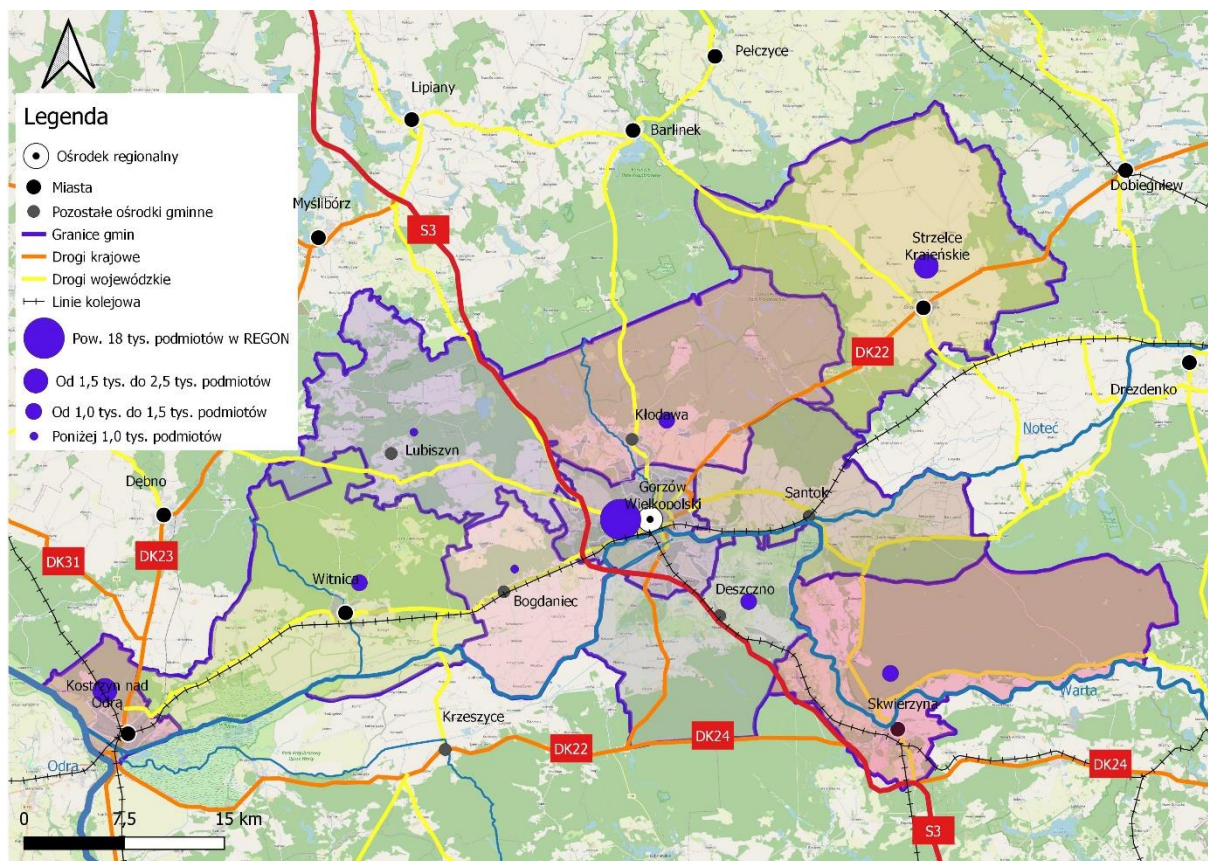 Pełczyce
Lipiany
Legenda
Ośrodek regionalny
Miasta
Pozostałe ośrodki gminne
Granice gmin
Drogi krajowe
Drogi wojewódzkie
Linie kolejowa
Pow. 18 tys. podmiotów w REGON
Od 1,5 tys. do 2,5 tys. podmiotów
Od 1,0 tys. do 1,5 tys. podmiotów
Poniżej 1,0 tys. podmiotów
Barlinek
Dobiegniew
Myślibórz
S3
Strzelce
Krajeńskie
DK22
Drezdenko
Kłodawa
Noteć
Lubiszyn
Dębno
Gorzów
Wielkopolski
Santok
DK31
DK23
Witnica
Bogdaniec
Deszczno
Kostrzyn nad
Odrą
Skwierzyna
Warta
Krzeszyce
DK22
DK24
Odra
DK24
0 7,5 15 km
S3